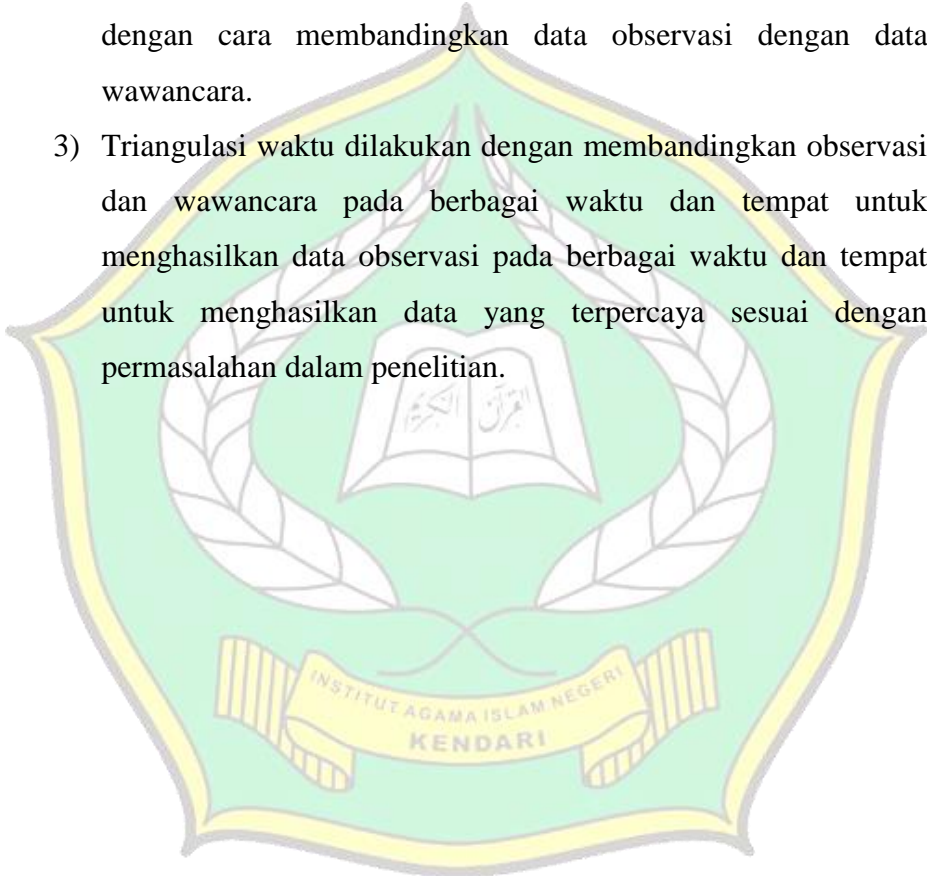 dengan cara membandingkan data observasi dengan data
wawancara.
3) Triangulasi waktu dilakukan dengan membandingkan observasi
dan wawancara pada berbagai waktu dan tempat untuk
menghasilkan data observasi pada berbagai waktu dan tempat
untuk menghasilkan data yang terpercaya sesuai dengan
permasalahan dalam penelitian.
القرآن الكريم
INSTITUT AGAMA ISLAM NEGERI
KENDARI